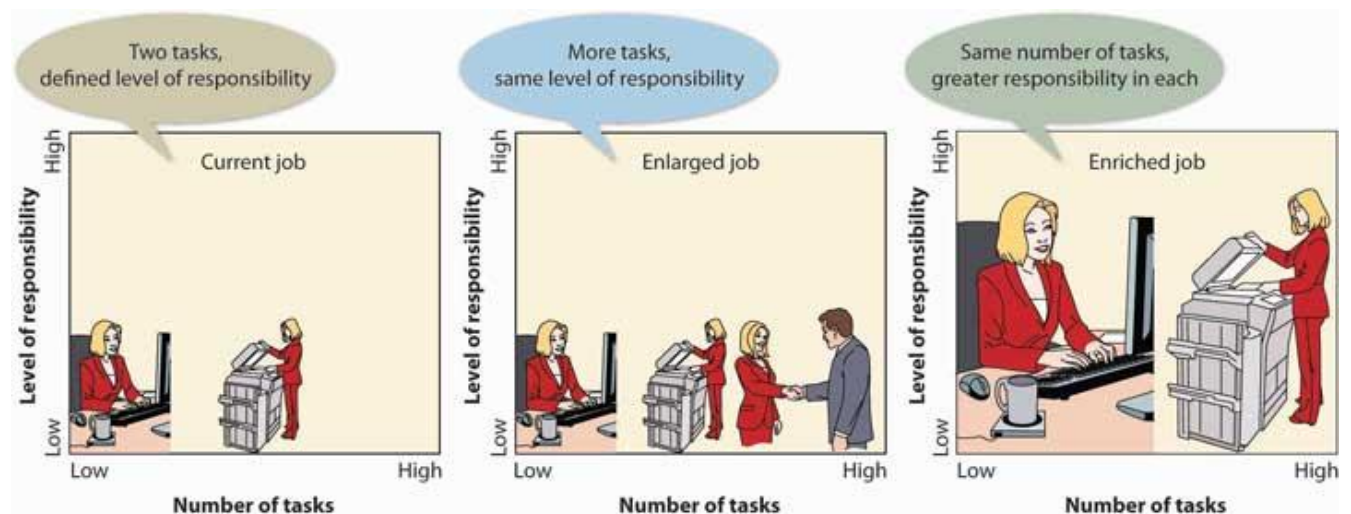 Two tasks,
defined level of responsibility
High
Current job
Level of responsibility
Low
Low
High
Number of tasks
More tasks,
same level of responsibility
High
Enlarged job
Level of responsibility
Low
Low
High
Number of tasks
Same number of tasks,
greater responsibility in each
High
Enriched job
Level of responsibility
Low
Low
High
Number of tasks